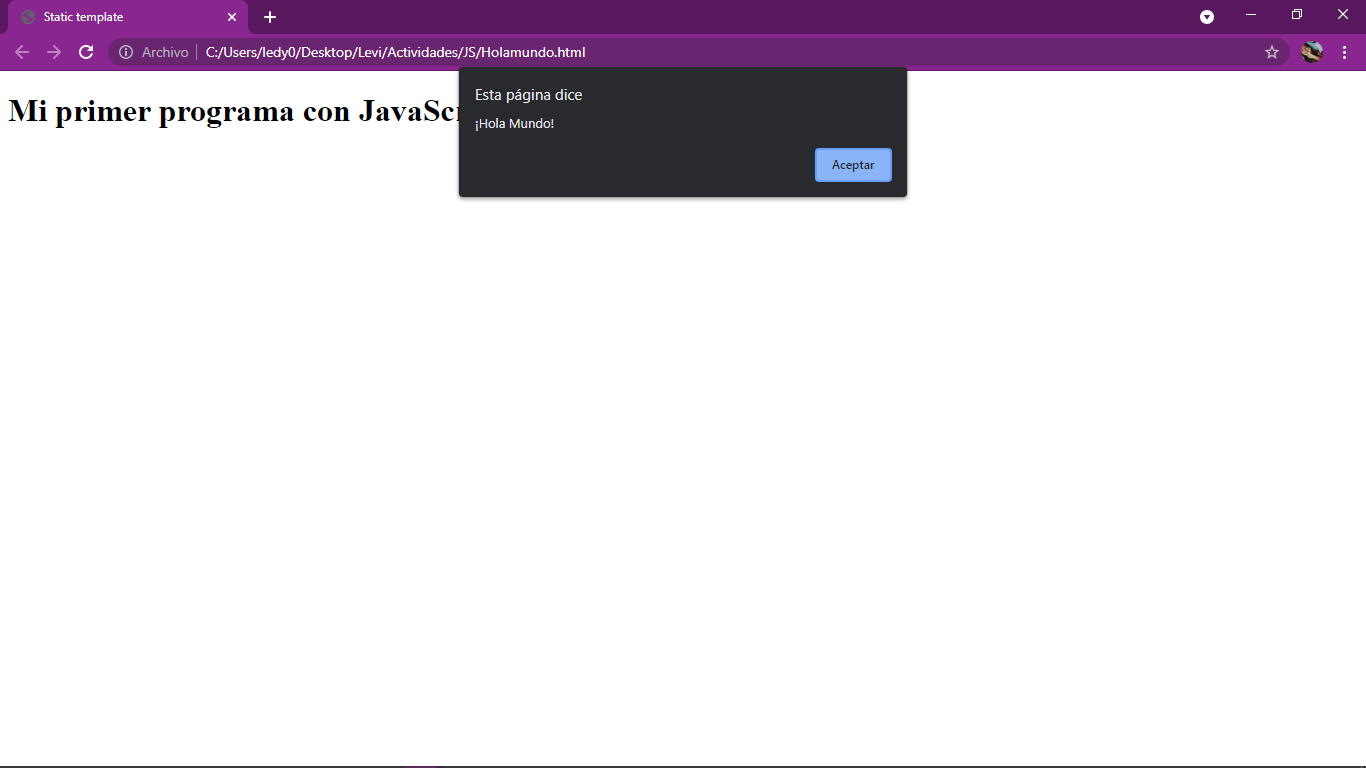 Static template
Archivo
C:/Users/ledy0/Desktop/Levi/Actividades/JS/Holamundo.html
Mi primer programa con
Esta página dice
¡Hola Mundo!
Aceptar